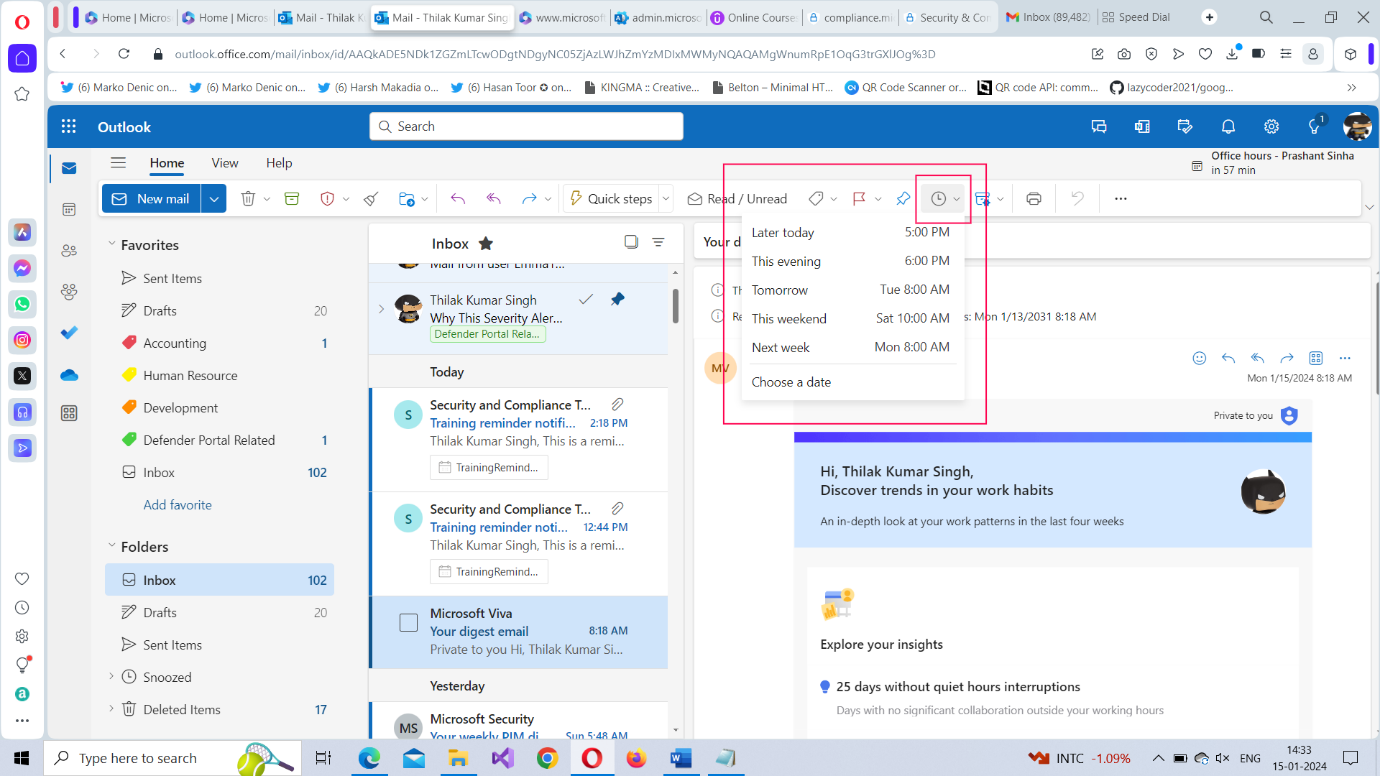 Home | Micros
Home | Micros
Mail - Thilak K
Mail - Thilak Kumar Sing
www.microsoft
admin.microso
Online Course
compliance.mi
Security & Co
Inbox (89,482)
Speed Dial
outlook.office.com/mail/inbox/id/
(6) Marko Denic on...
(6) Marko Denic on...
(6) Harsh Makadia o...
(6) Hasan Toor ✪ on...
KINGMA :: Creative...
Belton – Minimal HT...
QR Code Scanner or...
QR code API: comm...
lazycoder2021/goog...
Outlook
Search
1
Home
View
Help
Office hours - Prashant Sinha
in 57 min
New mail
Quick steps
Read / Unread
Favorites
Sent Items
Drafts 20
Accounting 1
Human Resource
Development
Defender Portal Related 1
Inbox 102
Add favorite
Folders
Inbox 102
Drafts 20
Sent Items
Snoozed
Deleted Items 17
Inbox
Mail from user Emma
Thilak Kumar Singh
Why This Severity Aler...
Defender Portal Rela...
Today
S
Security and Compliance T...
Training reminder notifi... 2:18 PM
Thilak Kumar Singh, This is a remi...
TrainingRemind...
S
Security and Compliance T...
Training reminder noti... 12:44 PM
Thilak Kumar Singh, This is a remi...
TrainingRemind...
Microsoft Viva
Your digest email 8:18 AM
Private to you Hi, Thilak Kumar Si...
Yesterday
MS
Microsoft Security
Your weekly PIM di... Sun 5:48 AM
Your d
Th
Re
s: Mon 1/13/2031 8:18 AM
Later today 5:00 PM
This evening 6:00 PM
Tomorrow Tue 8:00 AM
This weekend Sat 10:00 AM
Next week Mon 8:00 AM
Choose a date
MV
Mon 1/15/2024 8:18 AM
Private to you
Hi, Thilak Kumar Singh,
Discover trends in your work habits
An in-depth look at your work patterns in the last four weeks
Explore your insights
25 days without quiet hours interruptions
Days with no significant collaboration outside your working hours
Type here to search
INTC -1.09%
ENG
14:33
15-01-2024